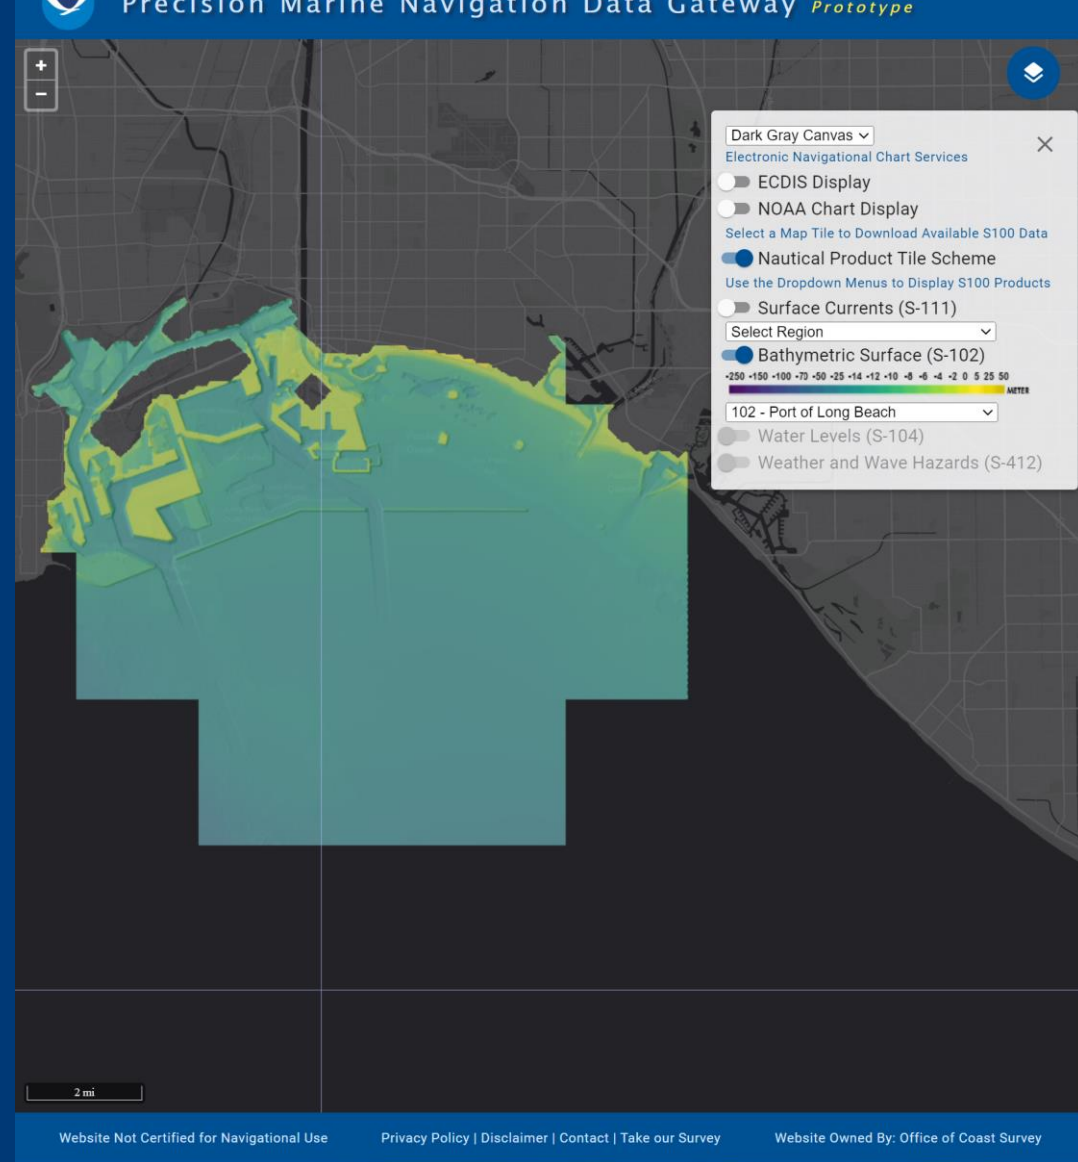 Precision Marine Navigation Data Gateway Prototype
+
−
Dark Gray Canvas
Electronic Navigational Chart Services
ECDIS Display
NOAA Chart Display
Select a Map Tile to Download Available S100 Data
Nautical Product Tile Scheme
Use the Dropdown Menus to Display S100 Products
Surface Currents (S-111)
Select Region
Bathymetric Surface (S-102)
-250 -150 -100 -70 -50 -25 -14 -12 -10 -8 -6 -4 -2 0 5 25 50
METER
102 - Port of Long Beach
Water Levels (S-104)
Weather and Wave Hazards (S-412)
2 mi
Website Not Certified for Navigational Use Privacy Policy | Disclaimer | Contact | Take our Survey Website Owned By: Office of Coast Survey